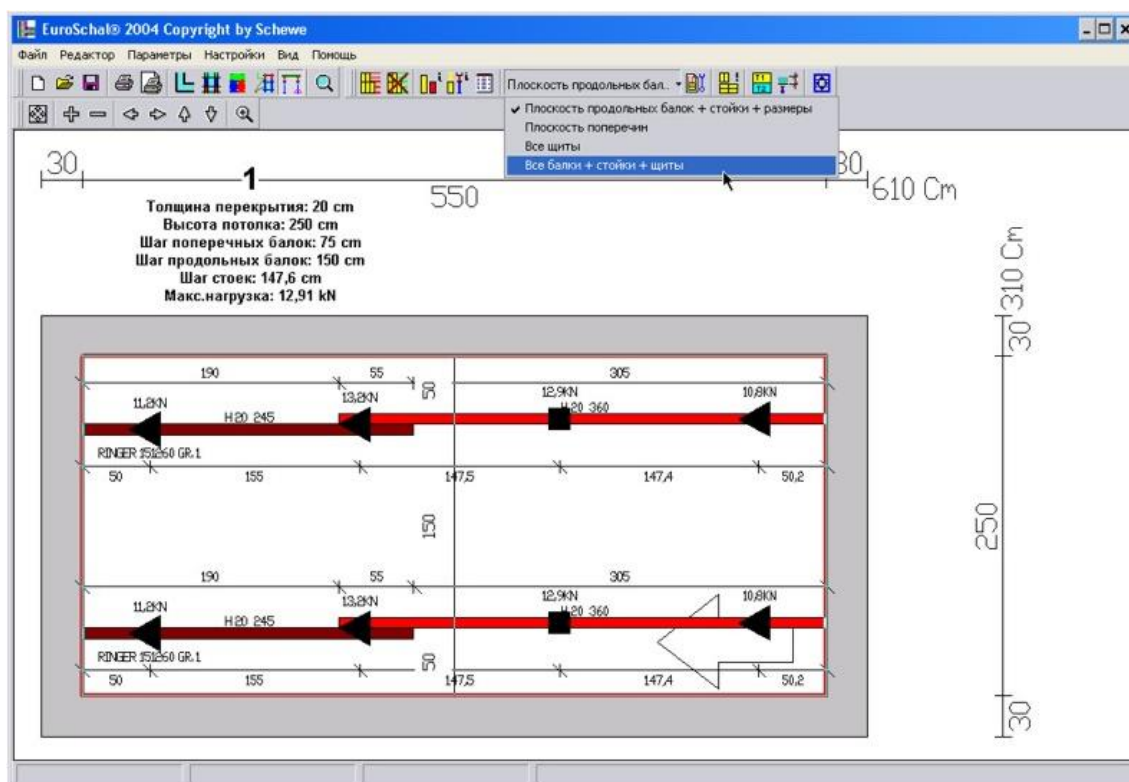 EuroSchal® 2004 Copyright by Schewe
Файл Редактор Параметры Настройки Вид Помощь
Плоскость продольных бал..
Плоскость продольных балок + стойки + размеры
Плоскость поперечин
Все щиты
Все балки + стойки + щиты
30
1
550
30
610 Cm
Толщина перекрытия: 20 cm
Высота потолка: 250 cm
Шаг поперечных балок: 75 cm
Шаг продольных балок: 150 cm
Шаг стоек: 147,6 cm
Макс.нагрузка: 12,91 kN
310 Cm
30
190 55 50 305
11,2KN 13,2KN 12,9KN 10,8KN
H20 245 H20 360
RINGER 151260 GR.1
50 155 147,5 147,4 50,2
150
250
190 55 305
11,2KN 13,2KN 12,9KN 10,8KN
H20 245 H20 360
RINGER 151260 GR.1
50
50 155 147,5 147,4 50,2
30